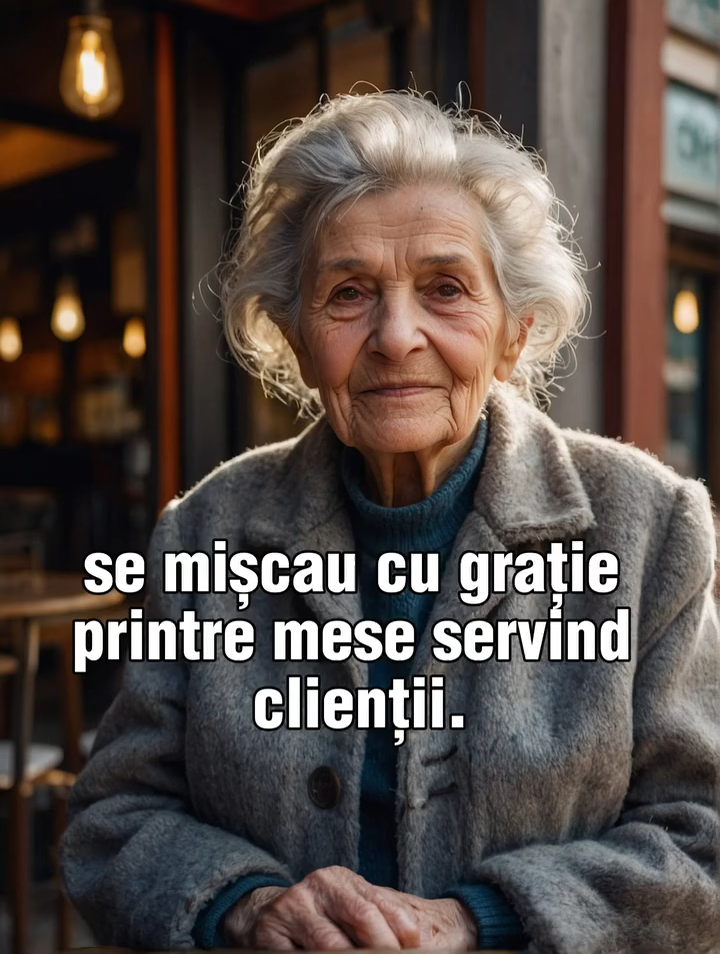 se mișcau cu grație
printre mese servind
clienții.